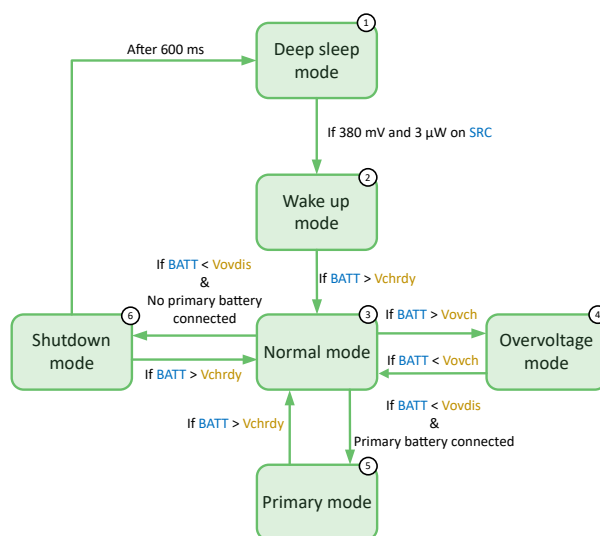 1
Deep sleep
mode
After 600 ms
If 380 mV and 3 µW on SRC
2
Wake up
mode
If BATT < Vovdis
&
No primary battery
connected
If BATT > Vchrdy
6
Shutdown
mode
3
Normal mode
If BATT > Vovch
4
Overvoltage
mode
If BATT < Vovch
If BATT > Vchrdy
If BATT > Vchrdy
If BATT < Vovdis
&
Primary battery connected
5
Primary mode